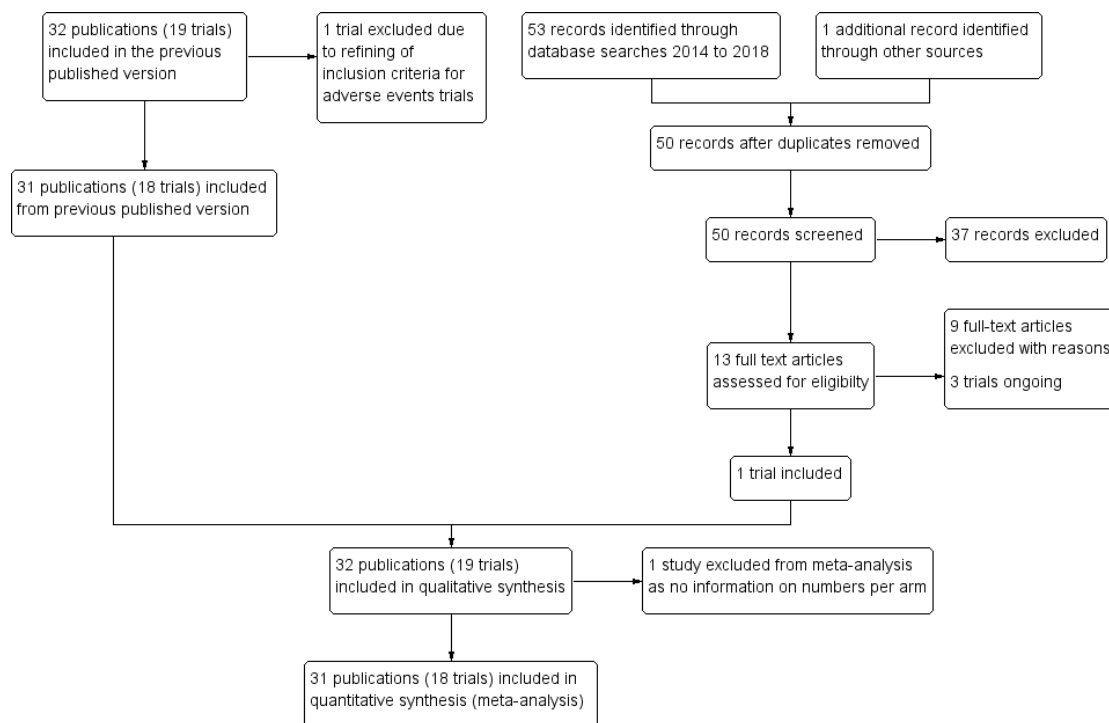 32 publications (19 trials)
included in the previous
published version
1 trial excluded due
to refining of
inclusion criteria for
adverse events trials
53 records identified through
database searches 2014 to 2018
1 additional record identified
through other sources
50 records after duplicates removed
31 publications (18 trials) included
from previous published version
50 records screened
37 records excluded
13 full text articles
assessed for eligibilty
9 full-text articles
excluded with reasons
3 trials ongoing
1 trial included
32 publications (19 trials)
included in qualitative synthesis
1 study excluded from meta-analysis
as no information on numbers per arm
31 publications (18 trials) included in
quantitative synthesis (meta-analysis)